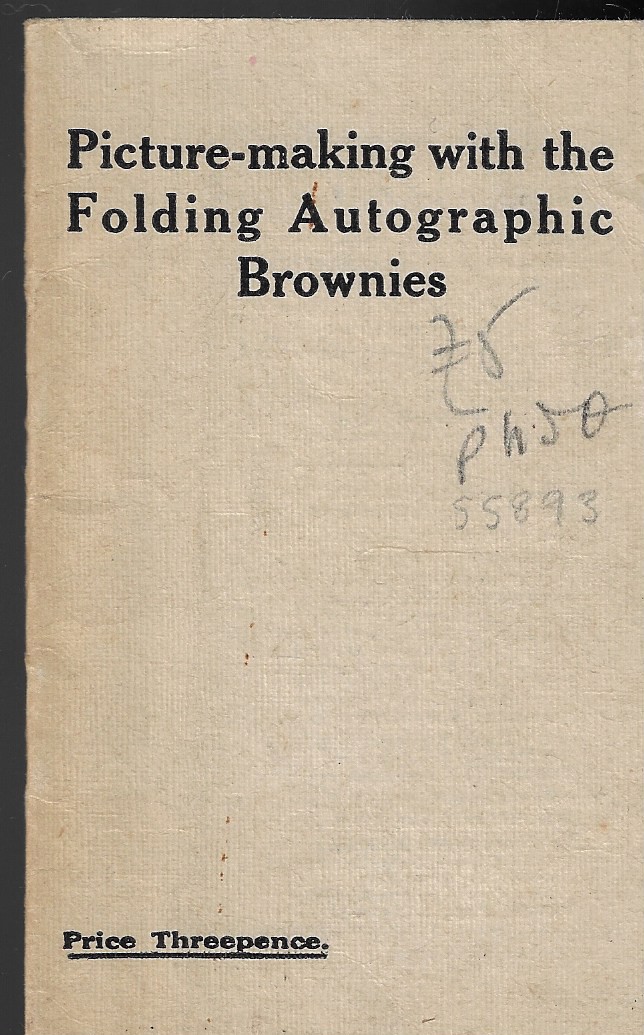 Picture-making with the
Folding Autographic
Brownies
55893
Price Threepence.